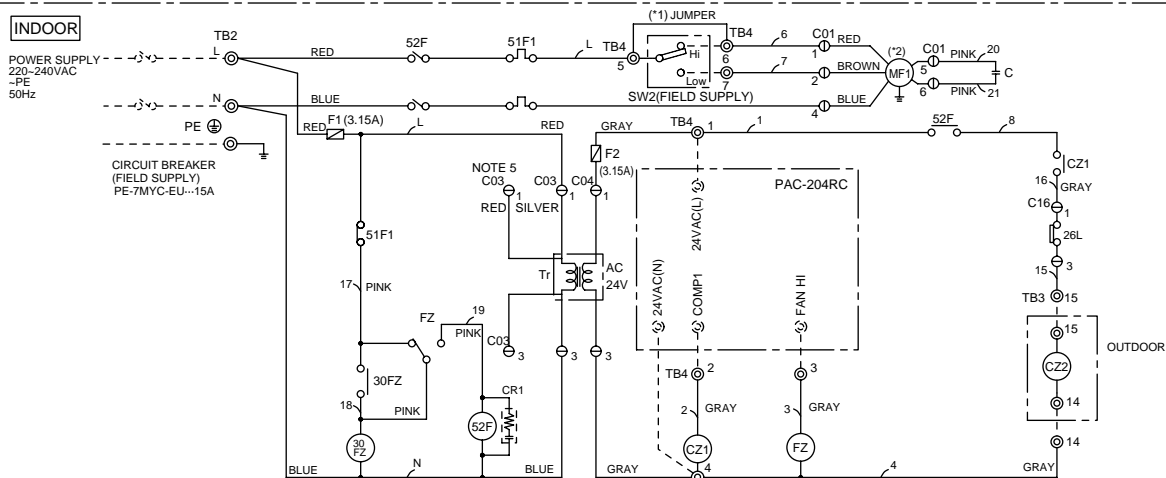 INDOOR
POWER SUPPLY
220~240VAC
~PE
50Hz
TB2
L
RED
52F
51F1
L
(*1) JUMPER
TB4
5
Hi
Low
TB4
6
7
SW2(FIELD SUPPLY)
6
7
C01
1
RED
2
BROWN
4
BLUE
(*2)
MF1
C01
5
PINK
20
6
PINK
21
C
N
BLUE
PE
CIRCUIT BREAKER
(FIELD SUPPLY)
PE-7MYC-EU···15A
RED
F1(3.15A)
L
RED
GRAY
TB4
1
1
52F
8
F2
(3.15A)
NOTE 5
C03
1
C03
1
C04
1
RED
SILVER
PAC-204RC
24VAC(L)
24VAC(N)
COMP1
FAN HI
CZ1
16
GRAY
C16
1
26L
3
15
TB3
15
51F1
17
PINK
Tr
AC
24V
FZ
19
PINK
C03
3
3
3
15
OUTDOOR
CZ2
14
14
30FZ
18
PINK
30
FZ
52F
CR1
TB4
2
3
2
GRAY
3
GRAY
CZ1
FZ
4
BLUE
N
BLUE
GRAY
4
GRAY